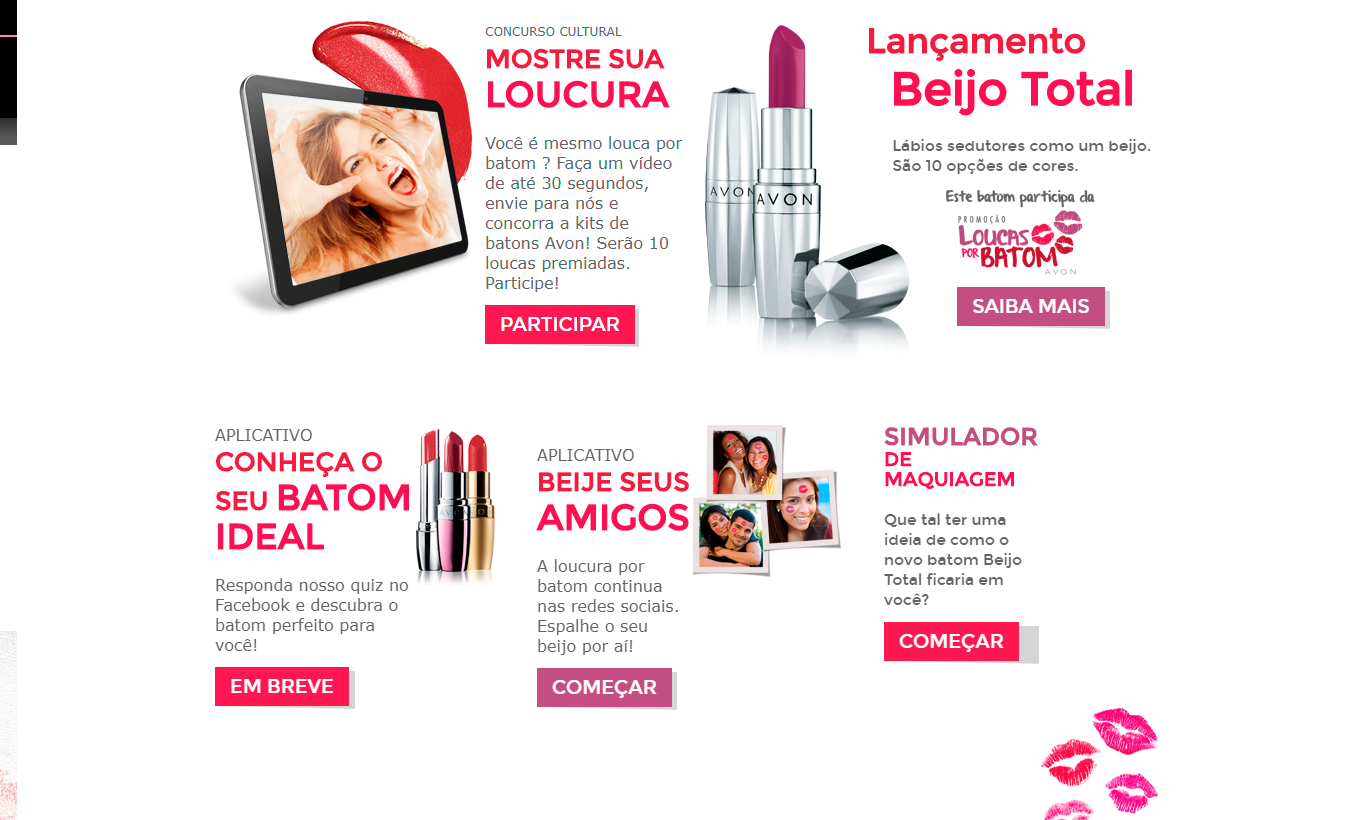 CONCURSO CULTURAL
MOSTRE SUA
LOUCURA
Você é mesmo louca por
batom ? Faça um vídeo
de até 30 segundos,
envie para nós e
concorra a kits de
batons Avon! Serão 10
loucas premiadas.
Participe!
PARTICIPAR
AVON
AVON
Lançamento
Beijo Total
Lábios sedutores como um beijo.
São 10 opções de cores.
Este batom participa da
PROMOÇÃO
LOUCAS
POR BATOM
AVON
SAIBA MAIS
APLICATIVO
CONHEÇA O
SEU BATOM
IDEAL
Responda nosso quiz no
Facebook e descubra o
batom perfeito para
você!
EM BREVE
AVON
APLICATIVO
BEIJE SEUS
AMIGOS
A loucura por
batom continua
nas redes sociais.
Espalhe o seu
beijo por aí!
COMEÇAR
SIMULADOR
DE
MAQUIAGEM
Que tal ter uma
ideia de como o
novo batom Beijo
Total ficaria em
você?
COMEÇAR